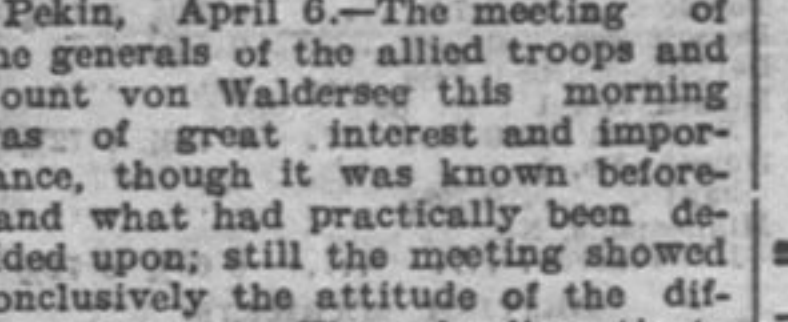 Pekin, April 6.—The meeting of
he generals of the allied troops and
ount von Waldersee this morning
as of great interest and impor-
ance, though it was known before-
and what had practically been de-
ided upon; still the meeting showed
onclusively the attitude of the dif-